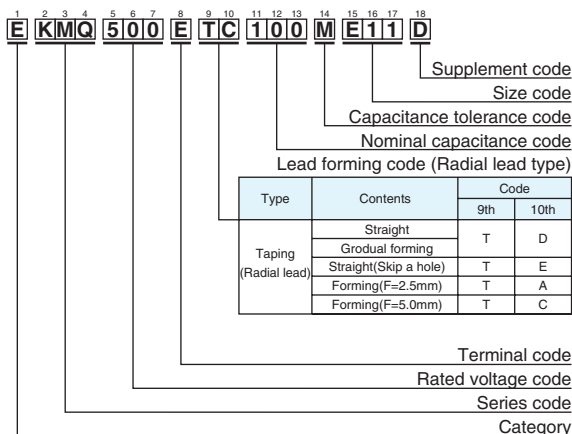 1 2 3 4 5 6 7 8 9 10 11 12 13 14 15 16 17 18
E KMQ 500 E TC 100 M E11 D
Supplement code
Size code
Capacitance tolerance code
Nominal capacitance code
Lead forming code (Radial lead type)
Type Contents Code
9th 10th
Taping (Radial lead)
Straight T D
Grodual forming
Straight(Skip a hole) T E
Forming(F=2.5mm) T A
Forming(F=5.0mm) T C
Terminal code
Rated voltage code
Series code
Category